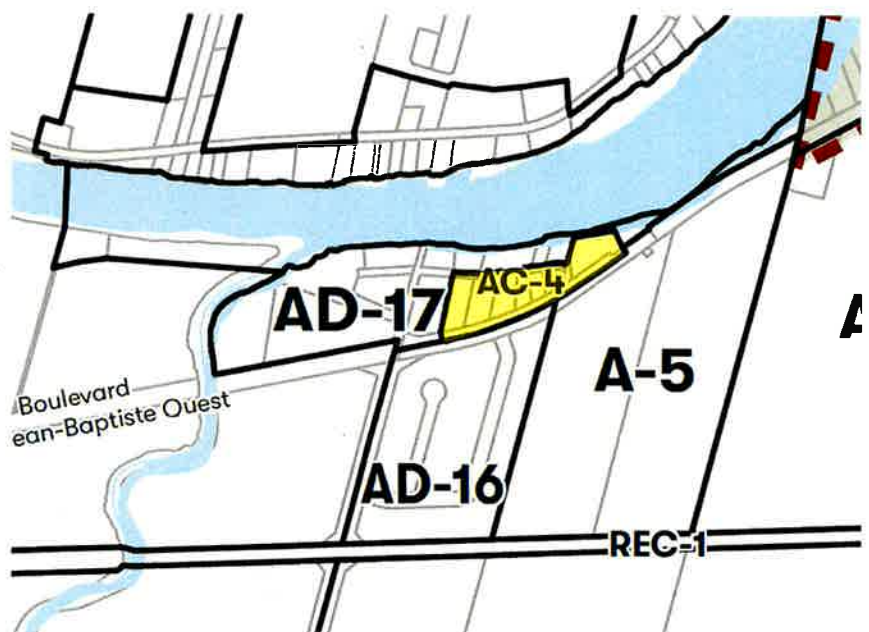 AC-4
AD-17
A-5
Boulevard
ean-Baptiste Ouest
AD-16
REC-1